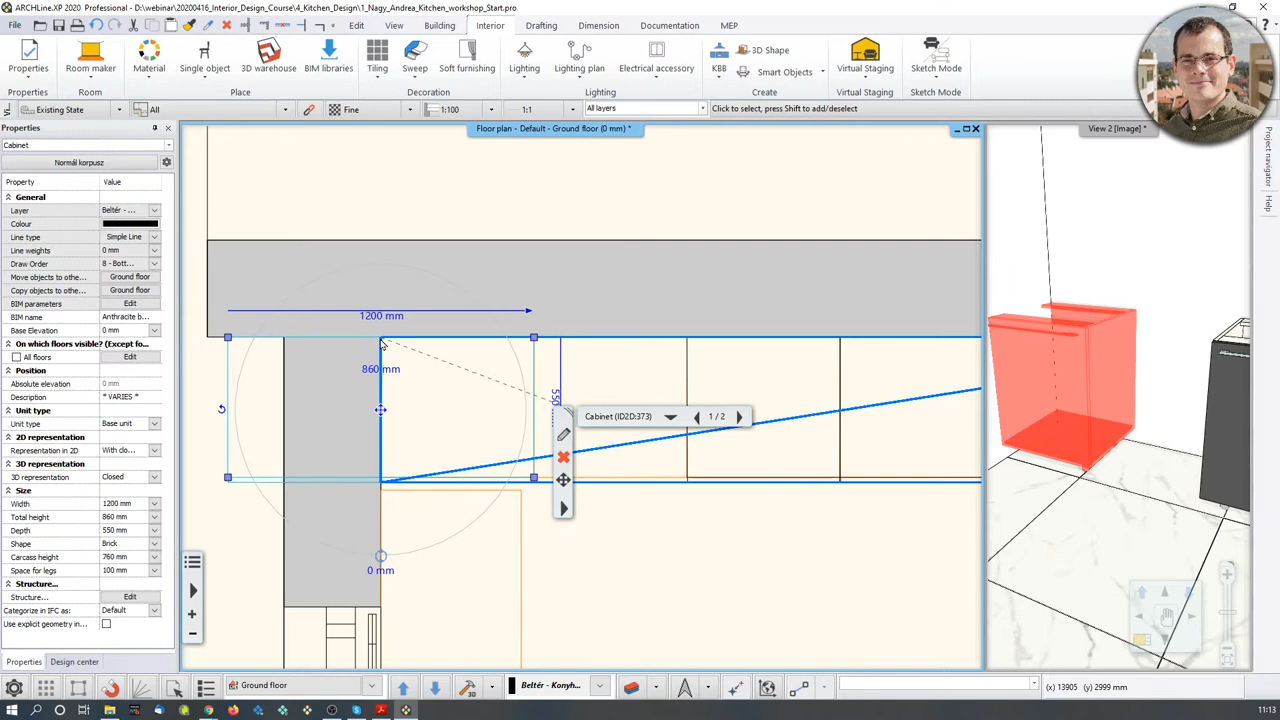 ARCHLine.XP 2020 Professional - D:\webinar\20200416_Interior_Design_Course\4_Kitchen_Design\1_Nagy_Andrea_Kitchen_workshop_Start.pro
File
Edit
View
Building
Interior
Drafting
Dimension
Documentation
MEP
Properties
Room maker
Material
Single object
3D warehouse
BIM libraries
Tiling
Sweep
Soft furnishing
Lighting
Lighting plan
Electrical accessory
KBB
3D Shape
Smart Objects
Virtual Staging
Sketch Mode
Properties
Room
Place
Decoration
Create
Virtual Staging
Sketch Mode
Existing State
All
Fine
1:100
1:1
All layers
Click to select, press Shift to add/deselect
Properties
Floor plan - Default - Ground floor (0 mm) *
View 2 [Image] *
Cabinet
Normál korpusz
Property Value
General
Layer Beltér - ...
Colour
Line type Simple Line
Line weights 0 mm
Draw Order 8 - Bott...
Move objects to othe... Ground floor
Copy objects to othe... Ground floor
BIM parameters Edit
BIM name Anthracite b...
Base Elevation 0 mm
On which floors visible? (Except fo...
All floors Edit
Position
Absolute elevation 0 mm
Description * VARIES *
Unit type
Unit type Base unit
2D representation
Representation in 2D With clo...
3D representation
3D representation Closed
Size
Width 1200 mm
Total height 860 mm
Depth 550 mm
Shape Brick
Carcass height 760 mm
Space for legs 100 mm
Structure...
Structure... Edit
Categorize in IFC as: Default
Use explicit geometry in...
Properties
Design center
1200 mm
860 mm
550
0 mm
Cabinet (ID2D:373)
1 / 2
Project navigator
Help
Ground floor
Beltér - Konyh...
(x) 13905 (y) 2999 mm
11:13